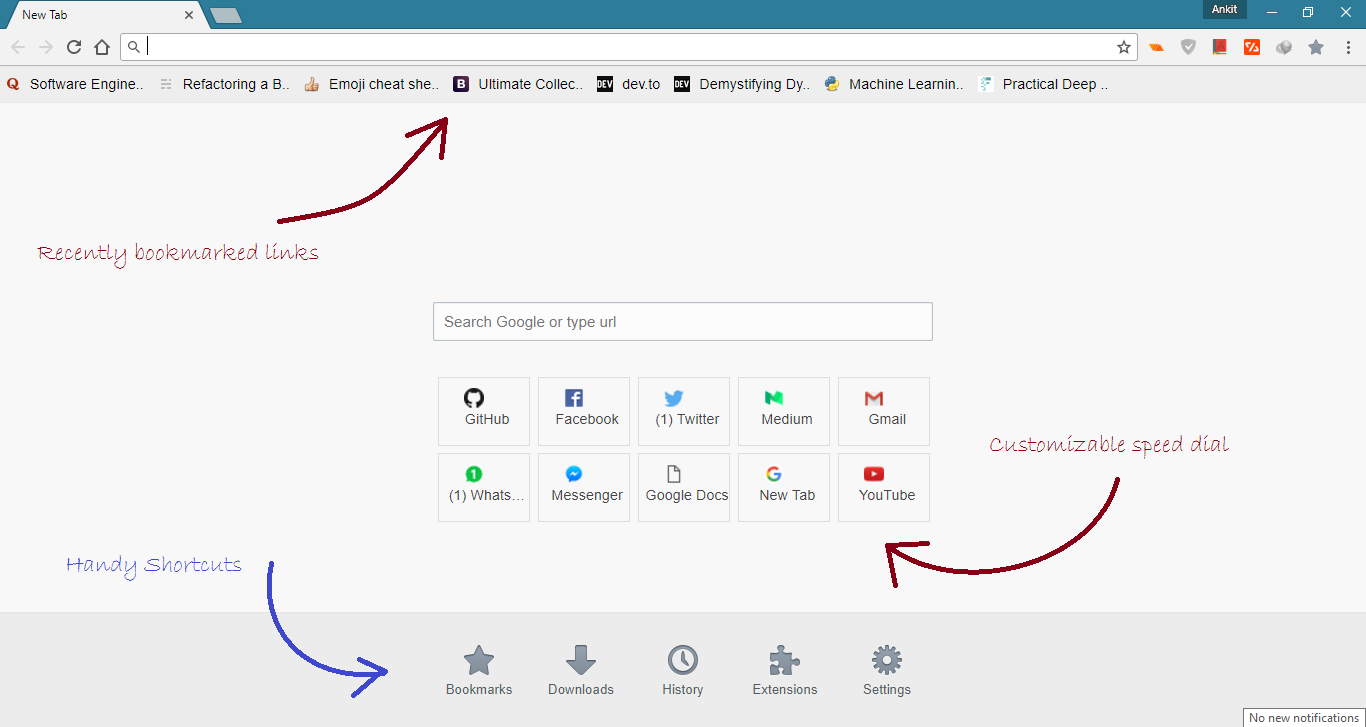 New Tab
Ankit
Software Engine..
Refactoring a B..
Emoji cheat she..
B
Ultimate Collec..
DEV
dev.to
DEV
Demystifying Dy..
Machine Learnin..
Practical Deep ..
Recently bookmarked links
Search Google or type url
GitHub
Facebook
(1) Twitter
Medium
Gmail
Customizable speed dial
1
(1) Whats...
Messenger
Google Docs
New Tab
YouTube
Handy Shortcuts
Bookmarks
Downloads
History
Extensions
Settings
No new notifications